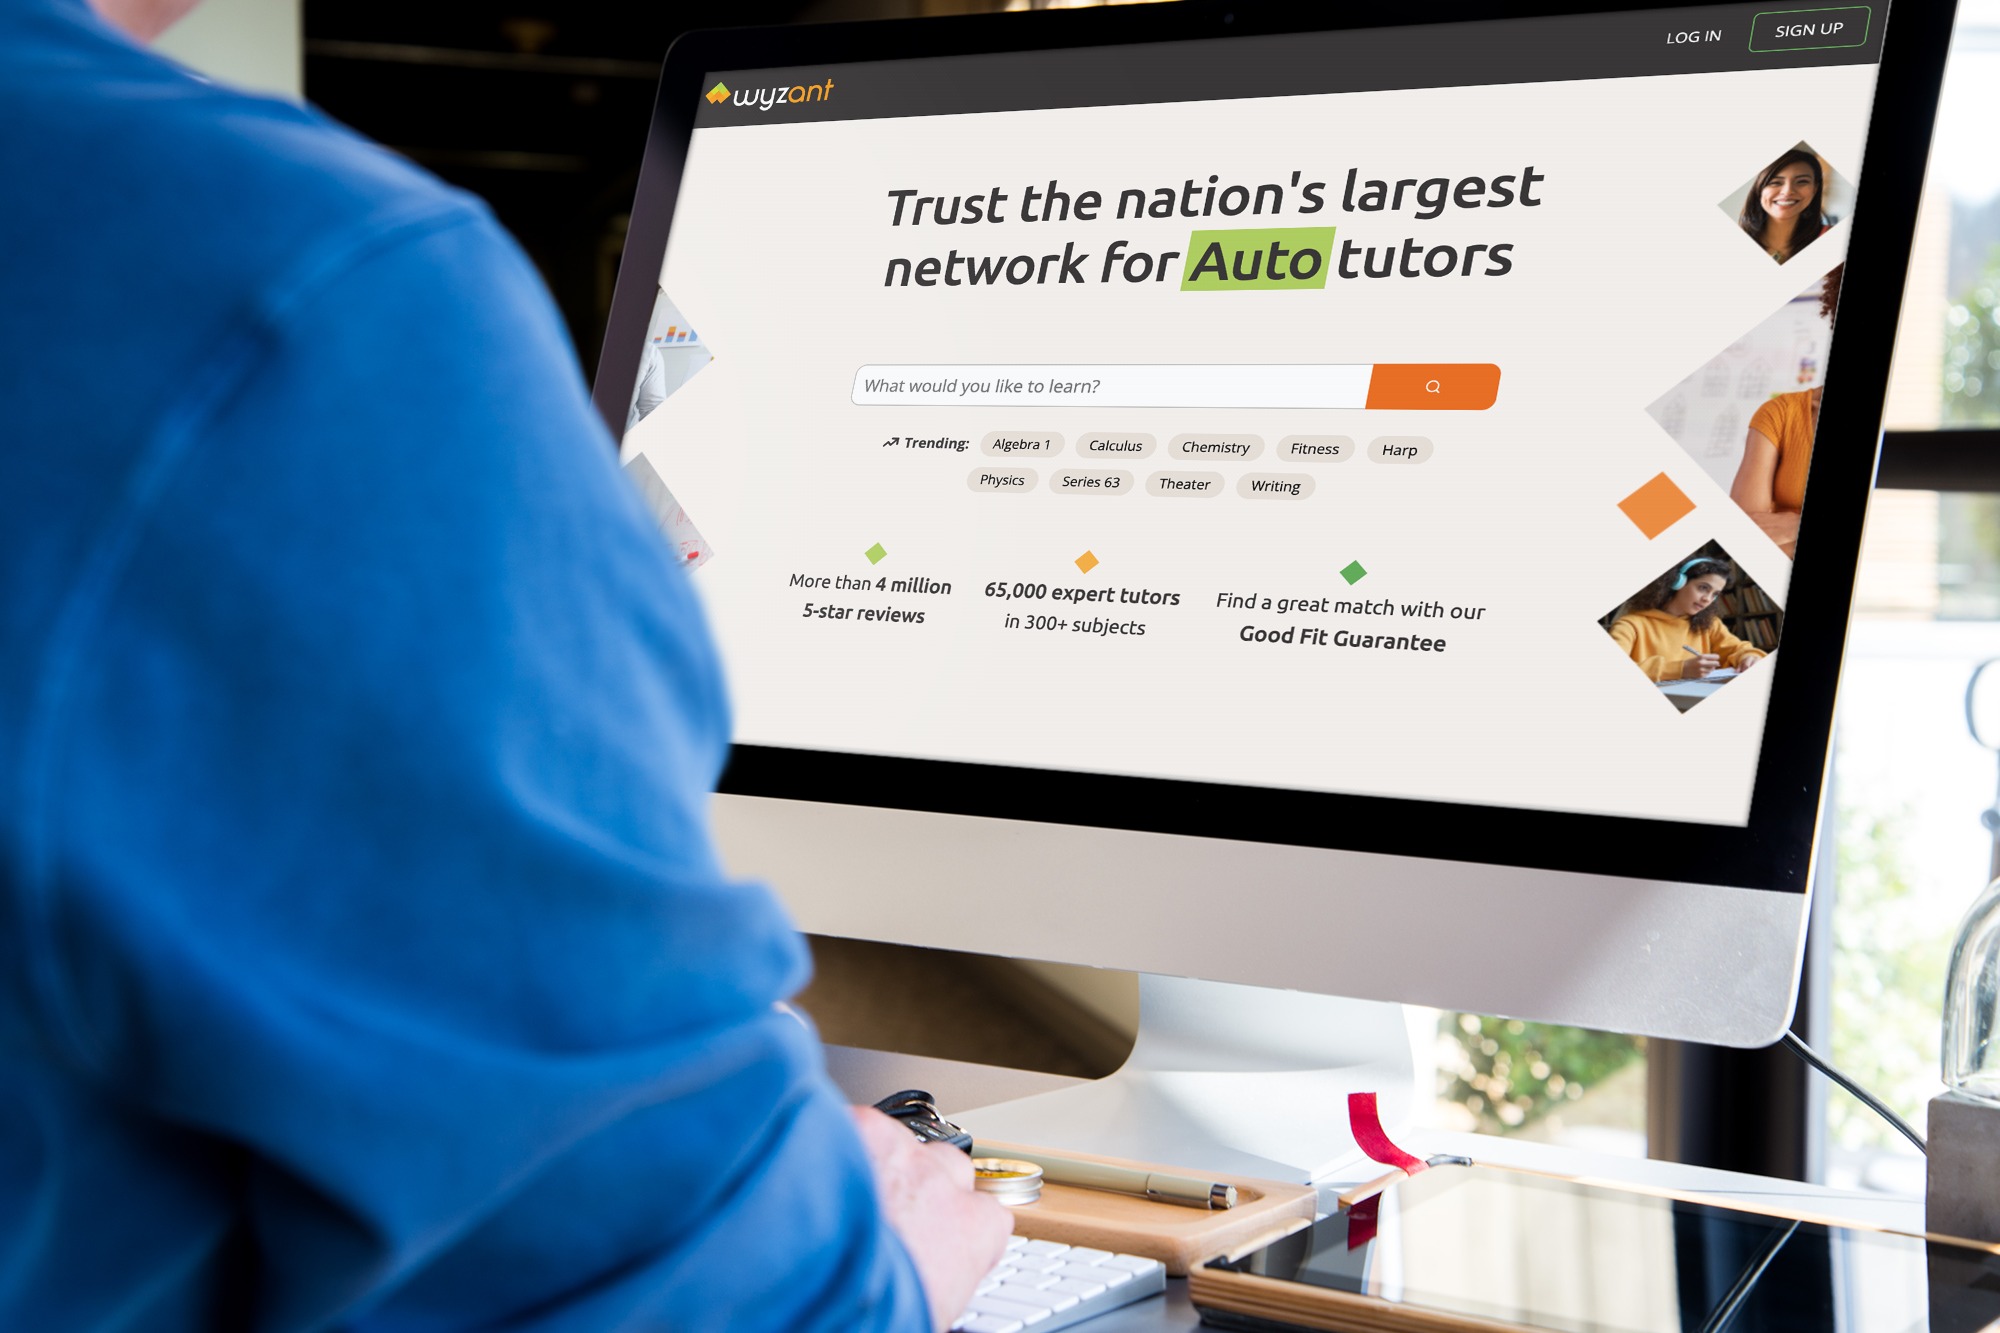 LOG IN
SIGN UP
wyzant
Trust the nation's largest
network for Auto tutors
What would you like to learn?
Trending: Algebra 1 Calculus Chemistry Fitness Harp
Physics Series 63 Theater Writing
More than 4 million
5-star reviews
65,000 expert tutors
in 300+ subjects
Find a great match with our
Good Fit Guarantee